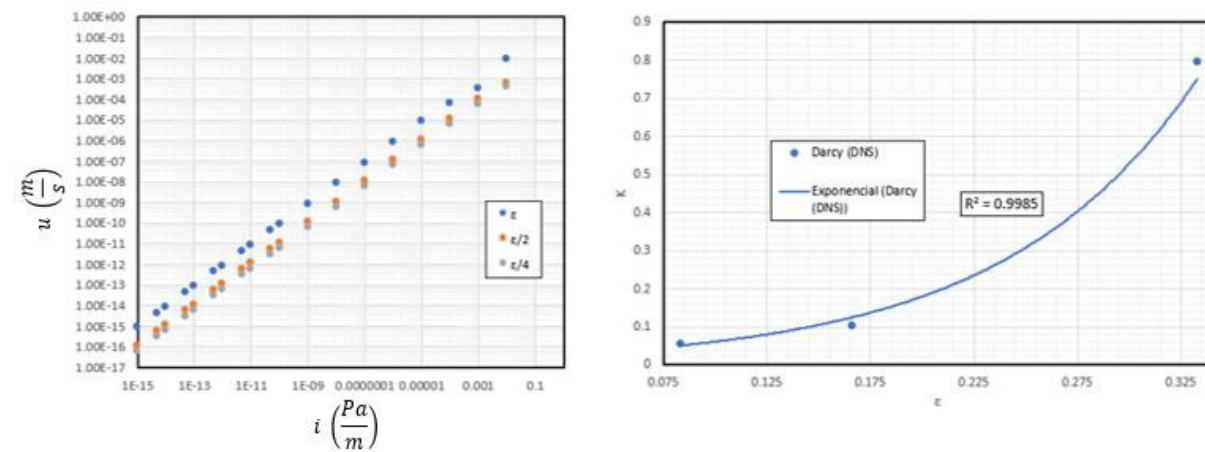 1.00E+00
1.00E-01
1.00E-02
1.00E-03
1.00E-04
1.00E-05
1.00E-06
1.00E-07
1.00E-08
1.00E-09
1.00E-10
1.00E-11
1.00E-12
1.00E-13
1.00E-14
1.00E-15
1.00E-16
1.00E-17
u (m/s)
ε
ε/2
ε/4
1E-15 1E-13 1E-11 1E-09 0.0000001 0.00001 0.001 0.1
i (Pa/m)
0.9
0.8
0.7
0.6
0.5
0.4
0.3
0.2
0.1
0
K
Darcy (DNS)
Exponencial (Darcy
(DNS))
R² = 0.9985
0.075 0.125 0.175 0.225 0.275 0.325
ε